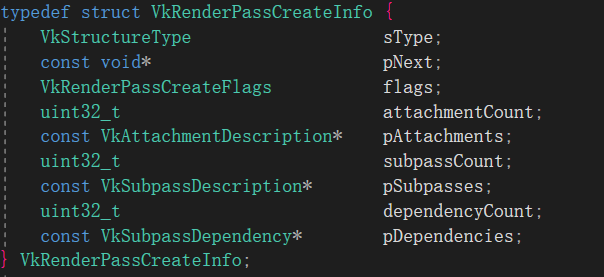 typedef struct VkRenderPassCreateInfo {
    VkStructureType                   sType;
    const void*                       pNext;
    VkRenderPassCreateFlags           flags;
    uint32_t                          attachmentCount;
    const VkAttachmentDescription*    pAttachments;
    uint32_t                          subpassCount;
    const VkSubpassDescription*       pSubpasses;
    uint32_t                          dependencyCount;
    const VkSubpassDependency*        pDependencies;
} VkRenderPassCreateInfo;